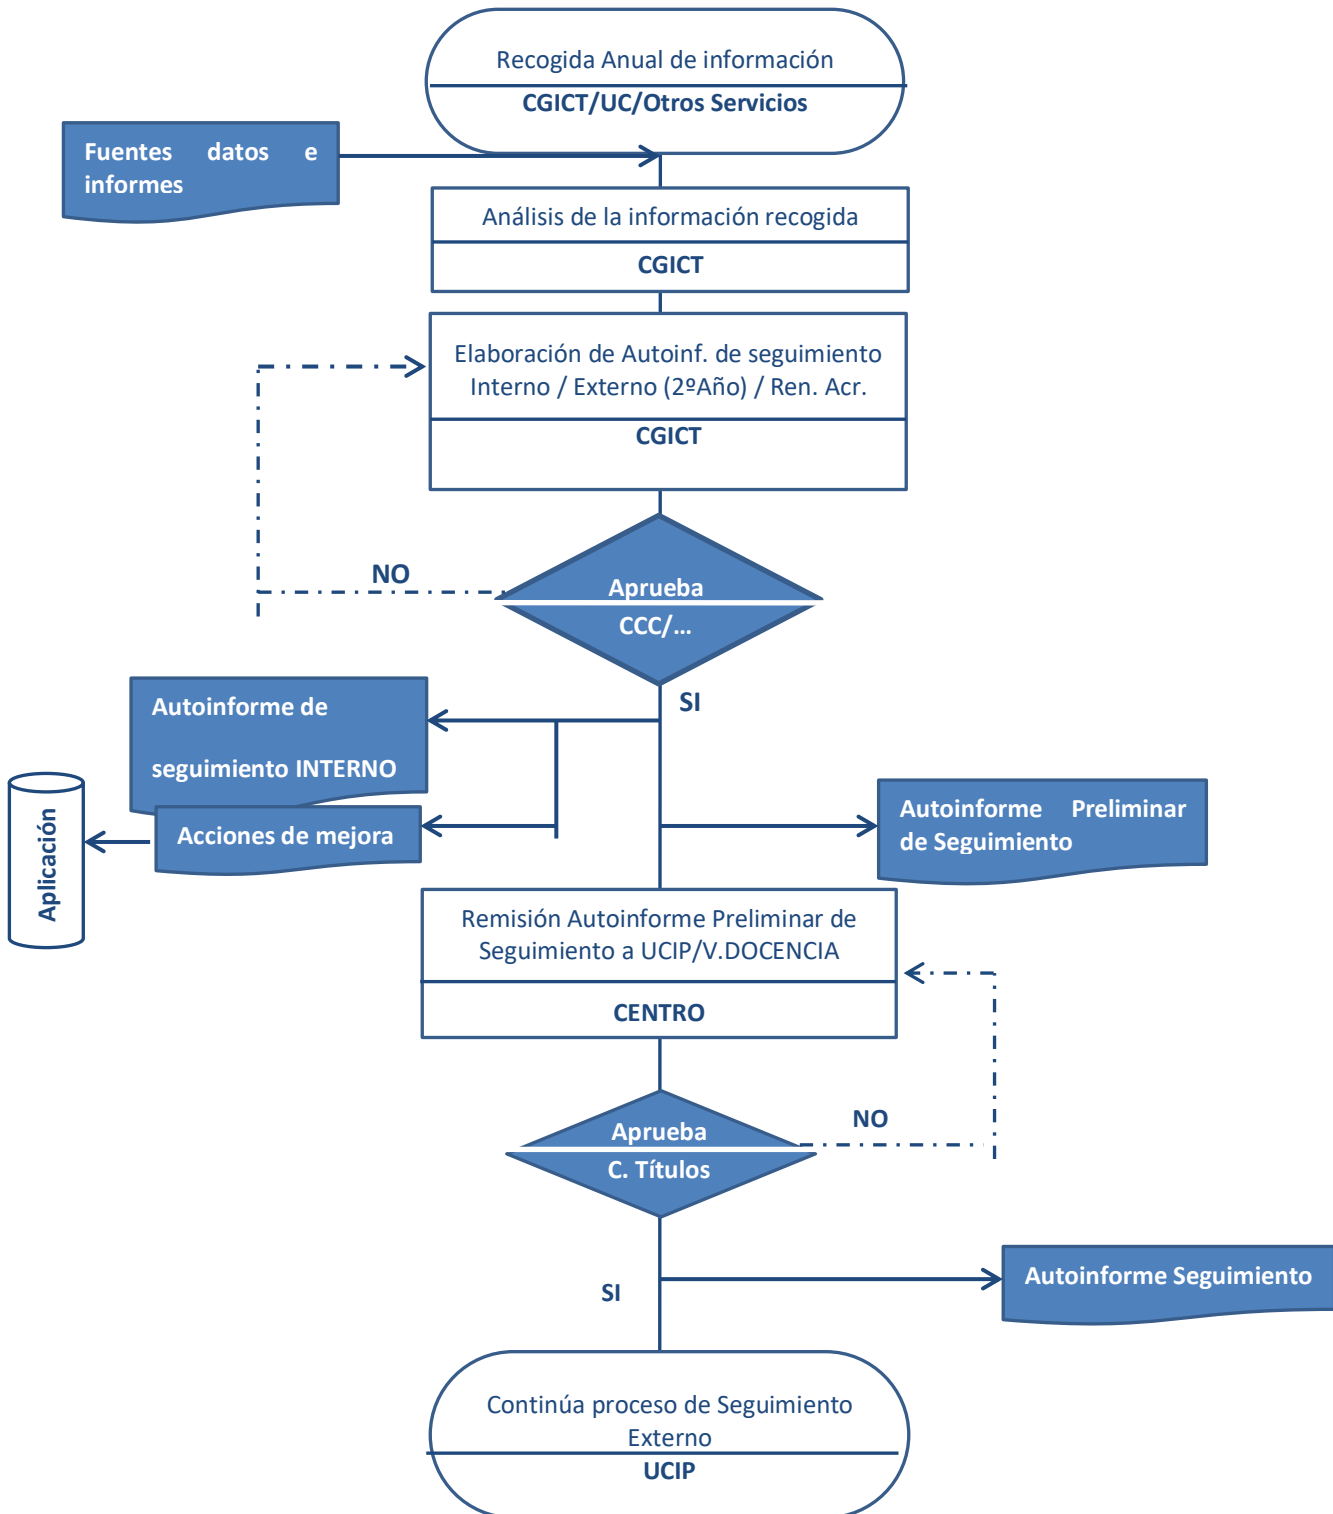 Recogida Anual de información
CGICT/UC/Otros Servicios
Fuentes datos e
informes
Análisis de la información recogida
CGICT
Elaboración de Autoinf. de seguimiento
Interno / Externo (2ºAño) / Ren. Acr.
CGICT
NO
Aprueba
CCC/...
SI
Autoinforme de
seguimiento INTERNO
Acciones de mejora
Aplicación
Autoinforme Preliminar
de Seguimiento
Remisión Autoinforme Preliminar de
Seguimiento a UCIP/V.DOCENCIA
CENTRO
Aprueba
C. Títulos
NO
SI
Autoinforme Seguimiento
Continúa proceso de Seguimiento
Externo
UCIP